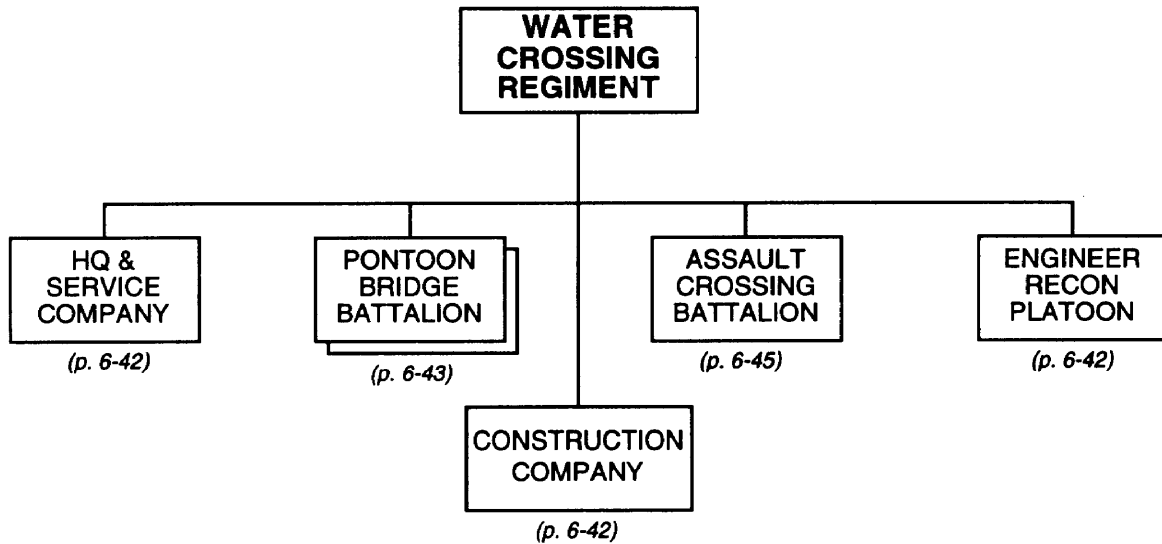 WATER
CROSSING
REGIMENT
HQ &
SERVICE
COMPANY
(p. 6-42)
PONTOON
BRIDGE
BATTALION
(p. 6-43)
ASSAULT
CROSSING
BATTALION
(p. 6-45)
ENGINEER
RECON
PLATOON
(p. 6-42)
CONSTRUCTION
COMPANY
(p. 6-42)